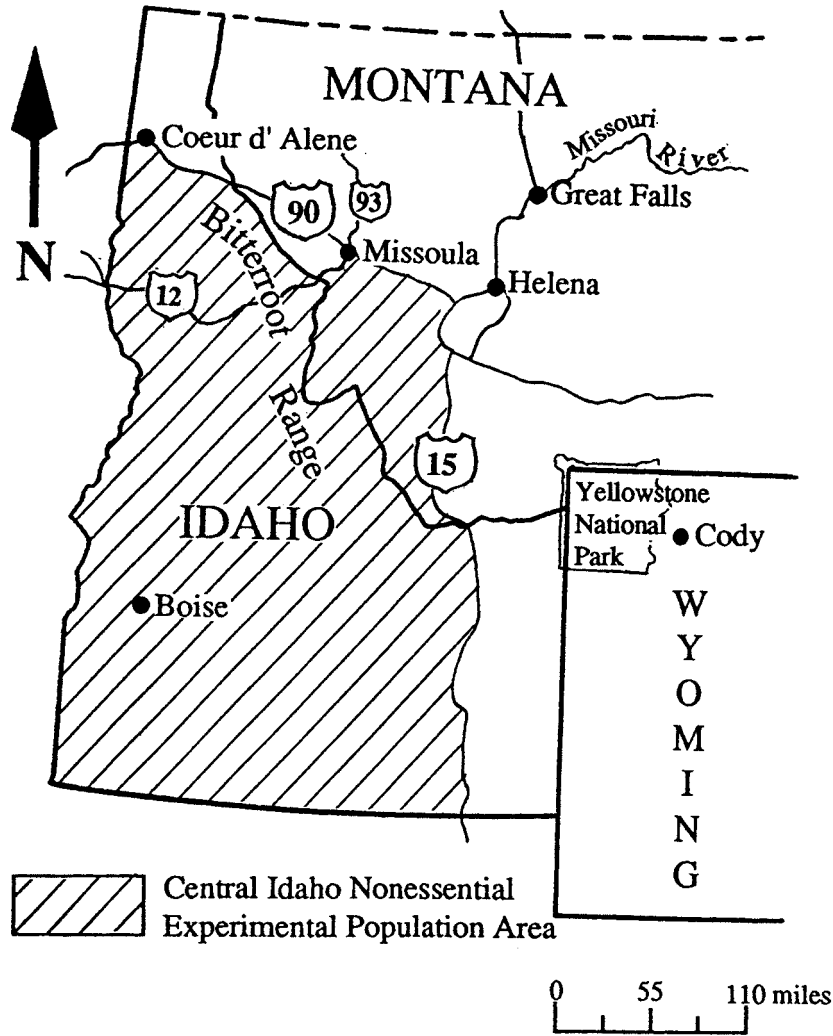 MONTANA
Coeur d' Alene
Missouri
River
93
90
Great Falls
Bitterroot
Missoula
N
12
Helena
Range
15
Yellowstone
National
Park
Cody
IDAHO
Boise
WYOMING
Central Idaho Nonessential
Experimental Population Area
0 55 110 miles